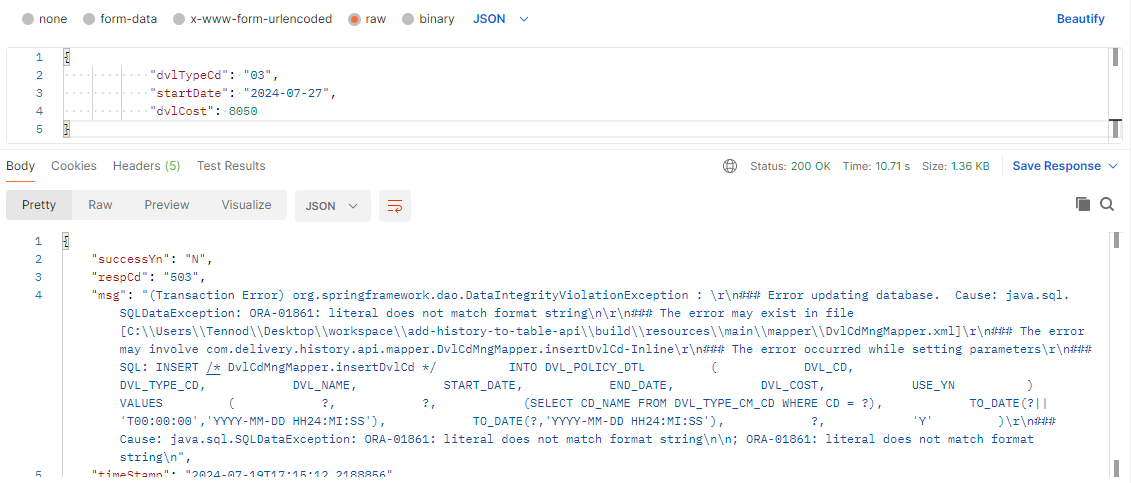 none form-data x-www-form-urlencoded raw binary JSON Beautify
1 {
2 "dvlTypeCd": "03",
3 "startDate": "2024-07-27",
4 "dvlCost": 8050
5 }
Body Cookies Headers (5) Test Results Status: 200 OK Time: 10.71 s Size: 1.36 KB Save Response
Pretty Raw Preview Visualize JSON
1 {
2 "successYn": "N",
3 "respCd": "503",
4 "msg": "(Transaction Error) org.springframework.dao.DataIntegrityViolationException : \r\n### Error updating database.  Cause: java.sql.
SQLDataException: ORA-01861: literal does not match format string\n\r\n### The error may exist in file
[C:\\Users\\Tennod\\Desktop\\workspace\\add-history-to-table-api\\build\\resources\\main\\mapper\\DvlCdMngMapper.xml]\r\n### The error
may involve com.delivery.history.api.mapper.DvlCdMngMapper.insertDvlCd-Inline\r\n### The error occurred while setting parameters\r\n###
SQL: INSERT /* DvlCdMngMapper.insertDvlCd */ INTO DVL_POLICY_DTL ( DVL_CD,
DVL_TYPE_CD, DVL_NAME, START_DATE, END_DATE, DVL_COST, USE_YN )
VALUES ( ?, ?, (SELECT CD_NAME FROM DVL_TYPE_CM_CD WHERE CD = ?), TO_DATE(?||
'T00:00:00','YYYY-MM-DD HH24:MI:SS'), TO_DATE(?,'YYYY-MM-DD HH24:MI:SS'), ?, 'Y' )\r\n###
Cause: java.sql.SQLDataException: ORA-01861: literal does not match format string\n\n; ORA-01861: literal does not match format
string\n",
5 "timeStamp": "2024-07-19T17:15:12.2188856"